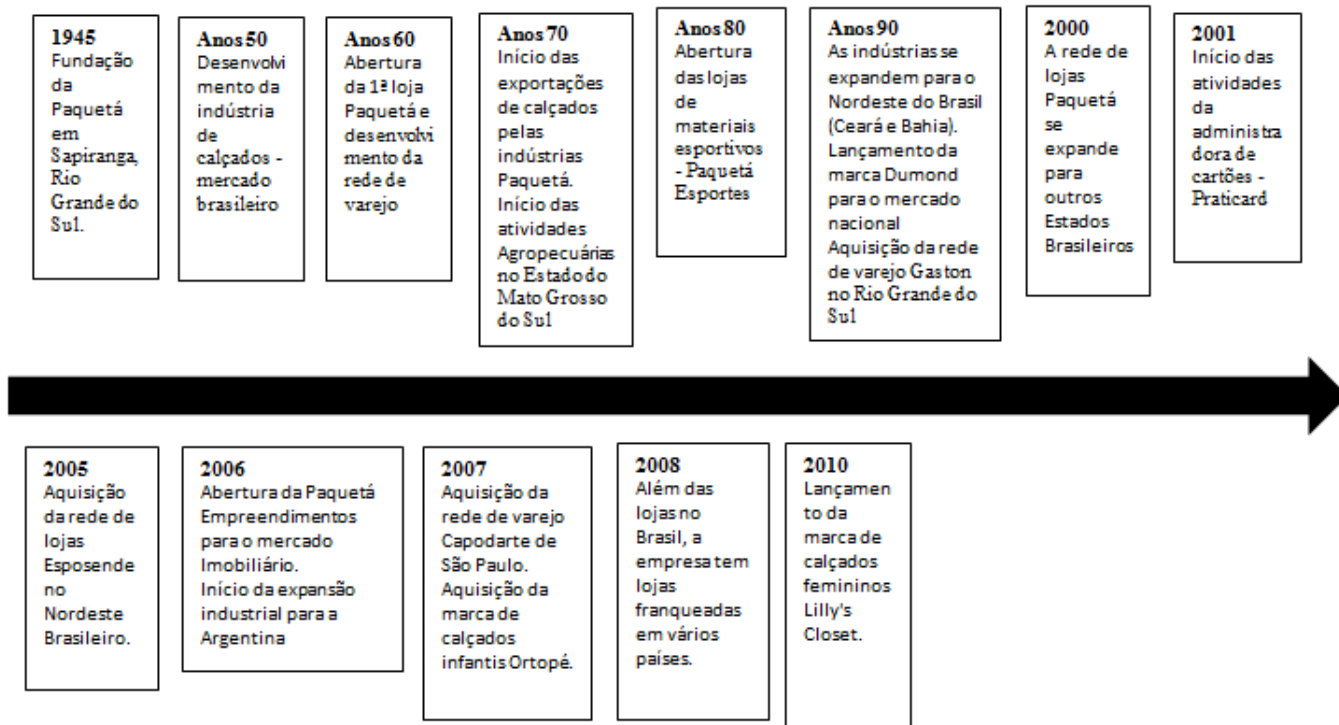 1945
Fundação
da
Paquetá
em
Sapiranga,
Rio
Grande do
Sul.
Anos 50
Desenvolvi
mento da
indústria
de
calçados -
mercado
brasileiro
Anos 60
Abertura
da 1ª loja
Paquetá e
desenvolvi
mento da
rede de
varejo
Anos 70
Início das
exportações
de calçados
pelas
indústrias
Paquetá.
Início das
atividades
Agropecuárias
no Estado do
Mato Grosso
do Sul
Anos 80
Abertura
das lojas
de
materiais
esportivos
- Paquetá
Esportes
Anos 90
As indústrias se
expandem para o
Nordeste do Brasil
(Ceará e Bahia).
Lançamento da
marca Dumond
para o mercado
nacional
Aquisição da rede
de varejo Gaston
no Rio Grande do
Sul
2000
A rede de
lojas
Paquetá
se
expande
para
outros
Estados
Brasileiros
2001
Início das
atividades
da
administra
dora de
cartões -
Praticard
2005
Aquisição
da rede de
lojas
Esposende
no
Nordeste
Brasileiro.
2006
Abertura da Paquetá
Empreendimentos
para o mercado
Imobiliário.
Início da expansão
industrial para a
Argentina
2007
Aquisição da
rede de varejo
Capodarte de
São Paulo.
Aquisição da
marca de
calçados
infantis Ortopé.
2008
Além das
lojas no
Brasil, a
empresa tem
lojas
franqueadas
em vários
países.
2010
Lançamen
to da
marca de
calçados
femininos
Lilly's
Closet.